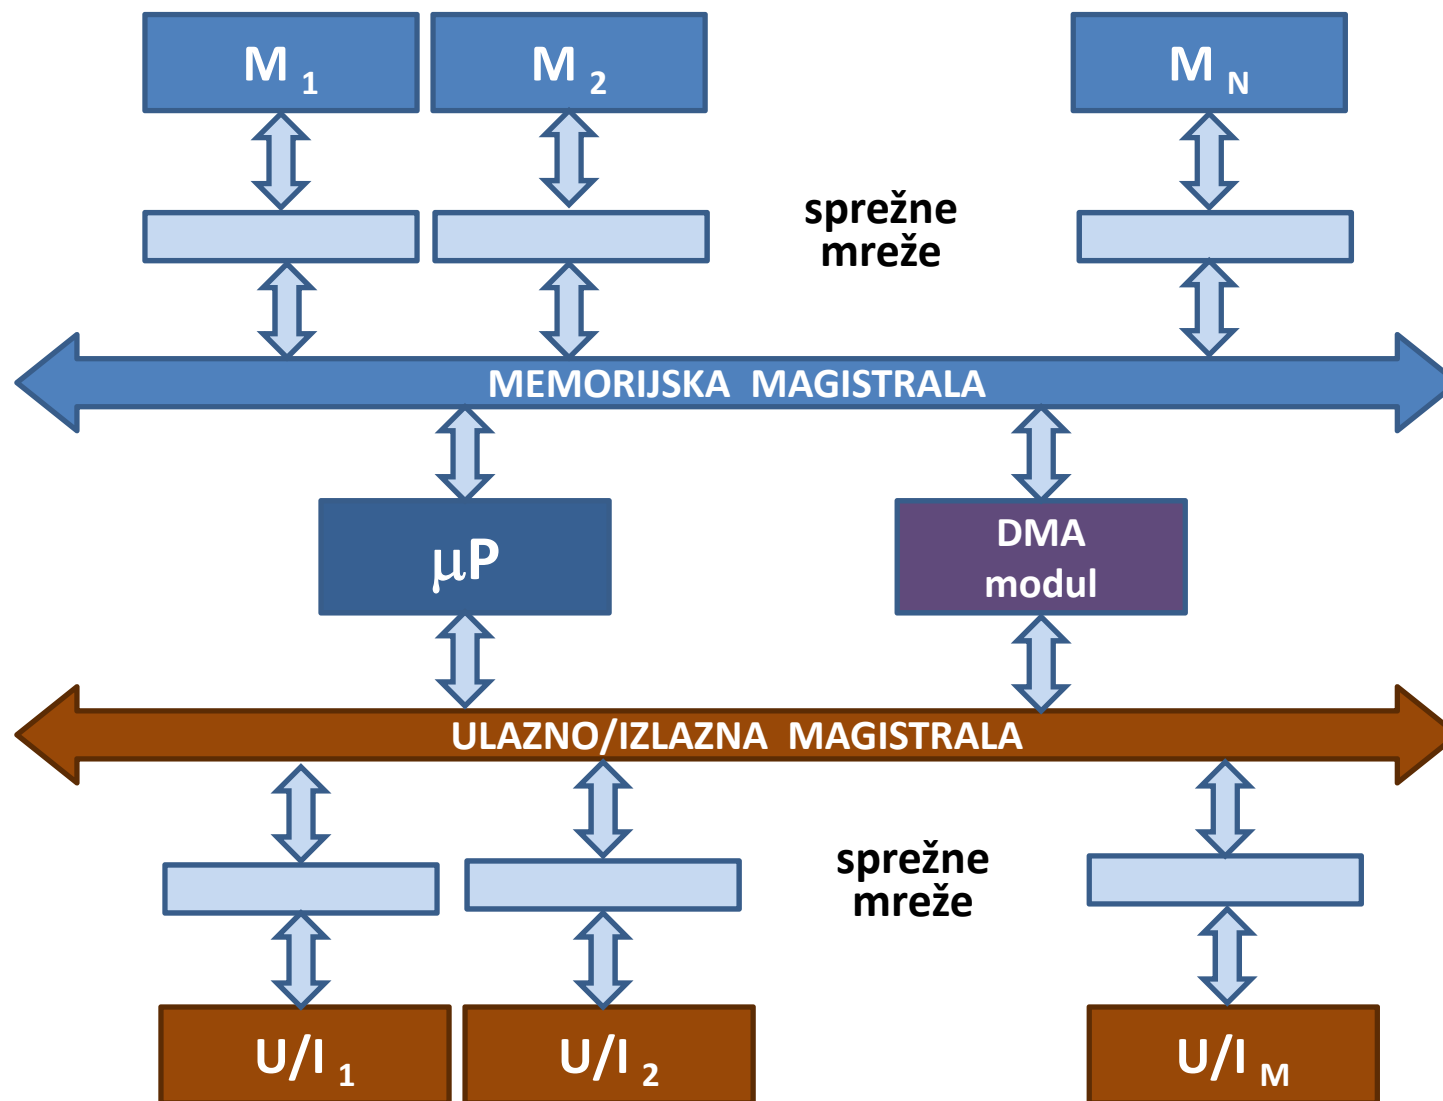 M 1
M 2
M N
sprežne
mreže
MEMORIJSKA MAGISTRALA
μP
DMA
modul
ULAZNO/IZLAZNA MAGISTRALA
sprežne
mreže
U/I 1
U/I 2
U/I M